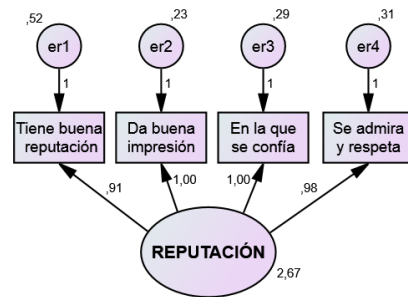 ,52
,23
,29
,31
er1
er2
er3
er4
1
1
1
1
Tiene buena
reputación
Da buena
impresión
En la que
se confía
Se admira
y respeta
,91
1,00
1,00
,98
REPUTACIÓN
2,67